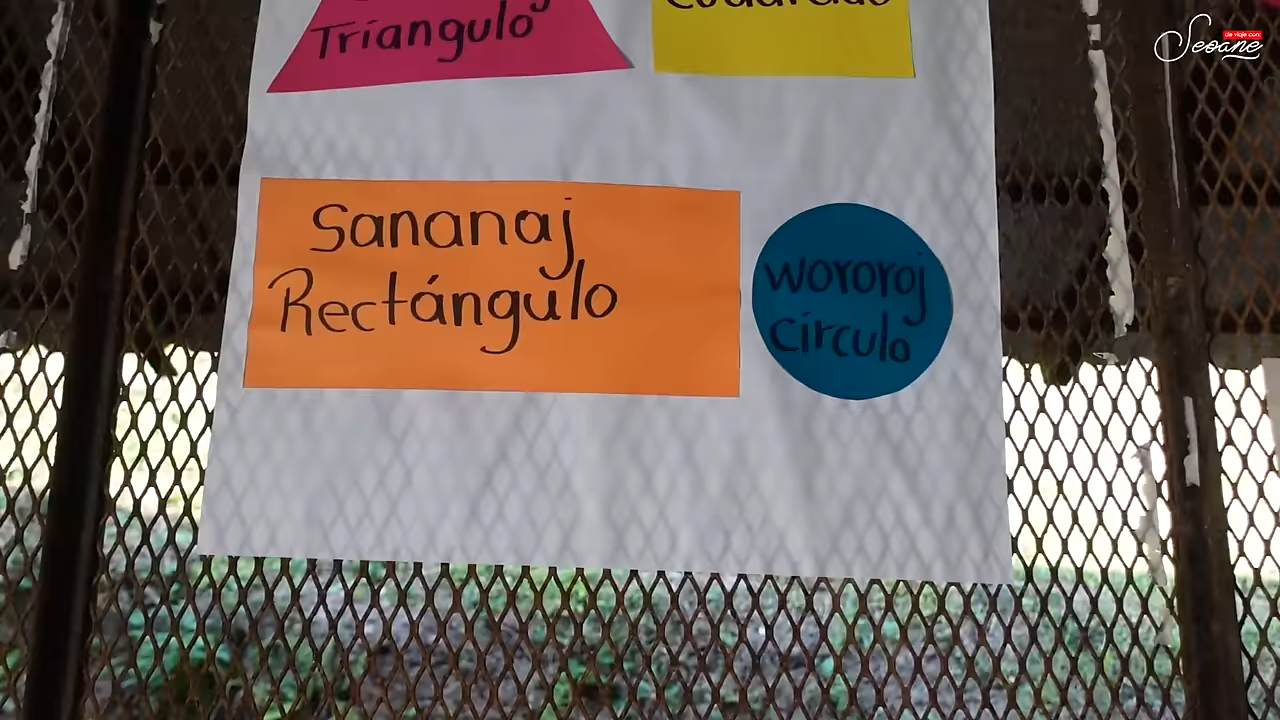 Triángulo
Cuadrado
Sananaj
Rectángulo
wororoj
círculo
de viaje con:
Seoane